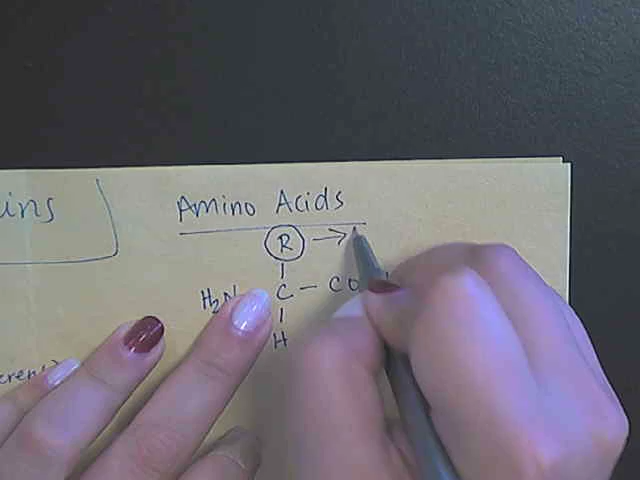 ins
Amino Acids
R →
H₂N C – CO
H